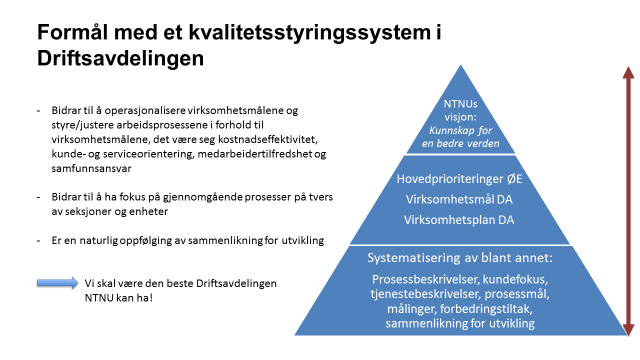 Formål med et kvalitetsstyringssystem i
Driftsavdelingen
- Bidrar til å operasjonalisere virksomhetsmålene og
styre/justere arbeidsprosessene i forhold til
virksomhetsmålene, det være seg kostnadseffektivitet,
kunde- og serviceorientering, medarbeidertilfredshet og
samfunnsansvar
- Bidrar til å ha fokus på gjennomgående prosesser på tvers
av seksjoner og enheter
- Er en naturlig oppfølging av sammenlikning for utvikling
Vi skal være den beste Driftsavdelingen
NTNU kan ha!
NTNUs
visjon:
Kunnskap for
en bedre verden
Hovedprioriteringer ØE
Virksomhetsmål DA
Virksomhetsplan DA
Systematisering av blant annet:
Prosessbeskrivelser, kundefokus,
tjenestebeskrivelser, prosessmål,
målinger, forbedringstiltak,
sammenlikning for utvikling